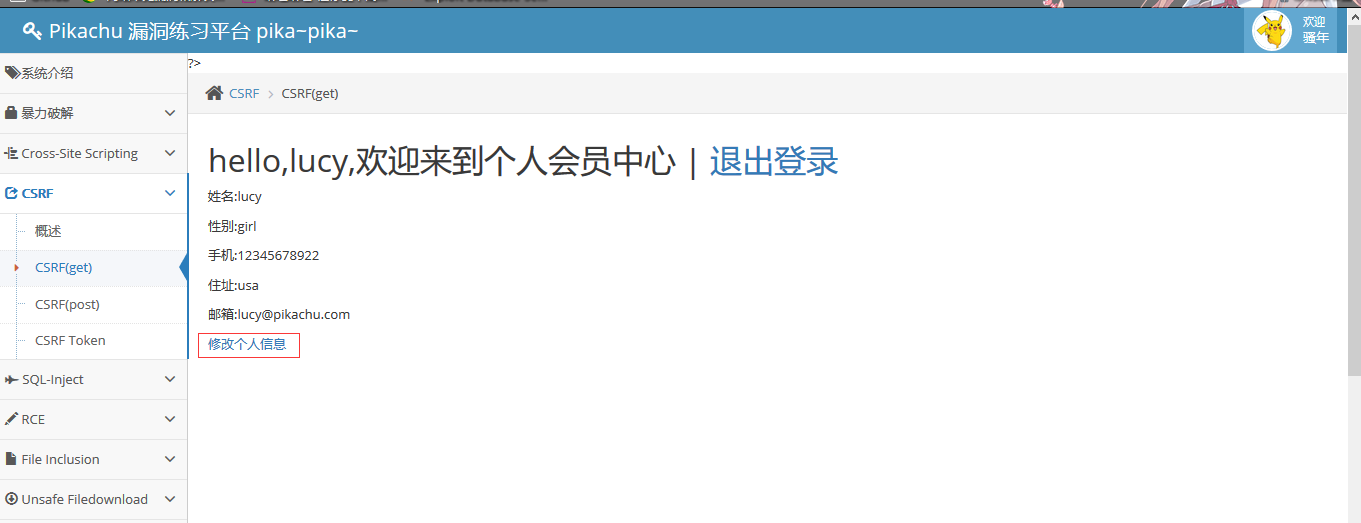 Pikachu 漏洞练习平台 pika~pika~
欢迎
骚年
系统介绍
暴力破解
Cross-Site Scripting
CSRF
概述
CSRF(get)
CSRF(post)
CSRF Token
SQL-Inject
RCE
File Inclusion
Unsafe Filedownload
?>
CSRF > CSRF(get)
hello,lucy,欢迎来到个人会员中心 | 退出登录
姓名:lucy
性别:girl
手机:12345678922
住址:usa
邮箱:lucy@pikachu.com
修改个人信息